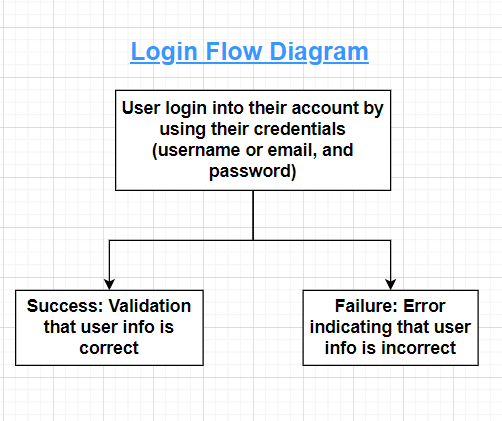 Login Flow Diagram
User login into their account by
using their credentials
(username or email, and
password)
Success: Validation
that user info is
correct
Failure: Error
indicating that user
info is incorrect